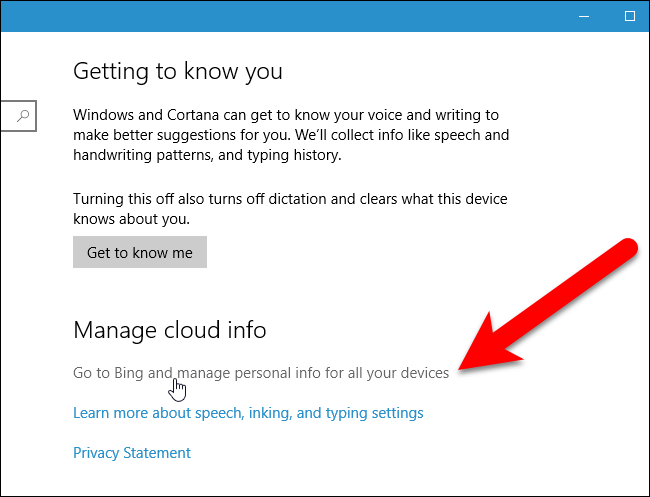 Getting to know you
Windows and Cortana can get to know your voice and writing to
make better suggestions for you. We'll collect info like speech and
handwriting patterns, and typing history.
Turning this off also turns off dictation and clears what this device
knows about you.
Get to know me
Manage cloud info
Go to Bing and manage personal info for all your devices
Learn more about speech, inking, and typing settings
Privacy Statement